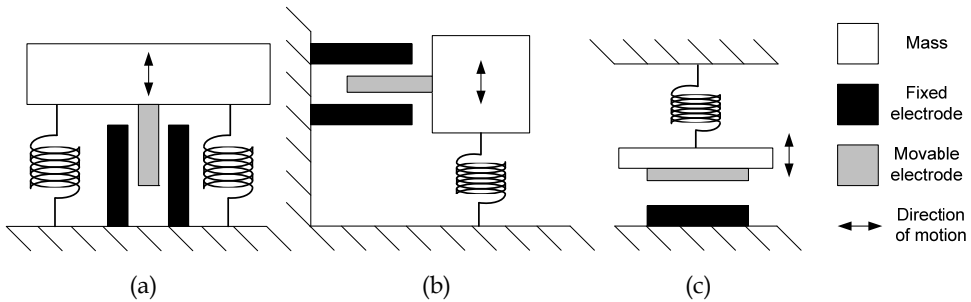 Mass
Fixed
electrode
Movable
electrode
Direction
of motion
(a)
(b)
(c)